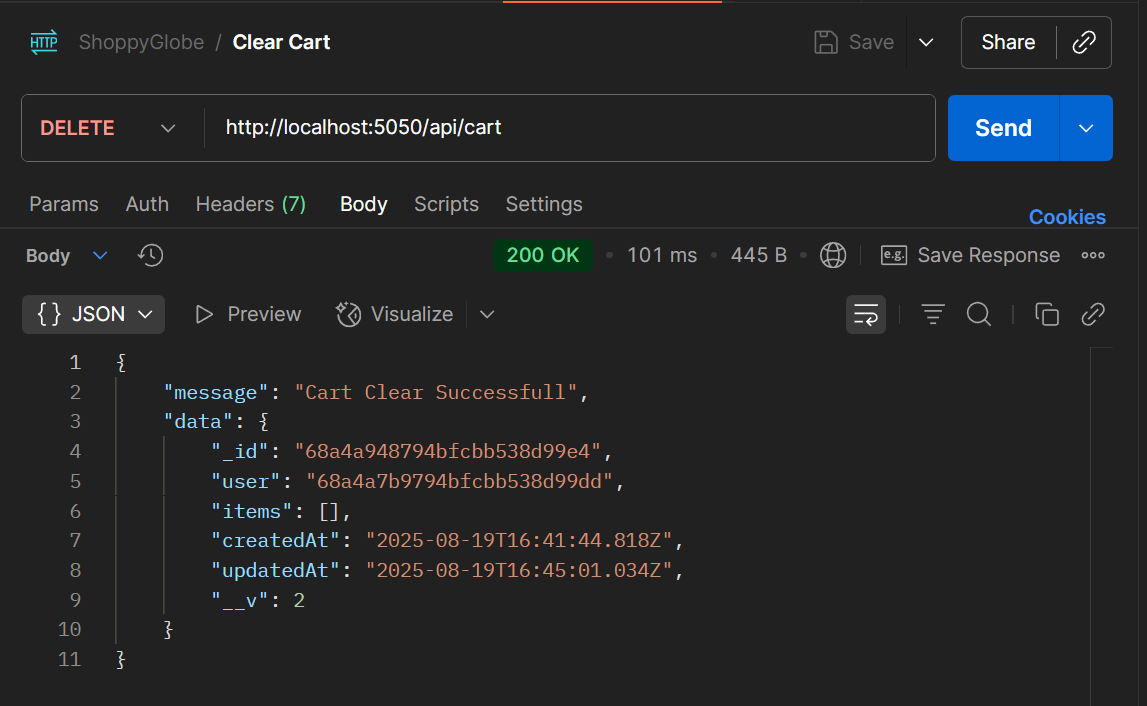 HTTP ShoppyGlobe / Clear Cart Save Share
DELETE http://localhost:5050/api/cart Send
Params Auth Headers (7) Body Scripts Settings Cookies
Body 200 OK • 101 ms • 445 B • e.g. Save Response
{} JSON Preview Visualize
1 {
2 "message": "Cart Clear Successfull",
3 "data": {
4 "_id": "68a4a948794bfcbb538d99e4",
5 "user": "68a4a7b9794bfcbb538d99dd",
6 "items": [],
7 "createdAt": "2025-08-19T16:41:44.818Z",
8 "updatedAt": "2025-08-19T16:45:01.034Z",
9 "__v": 2
10 }
11 }